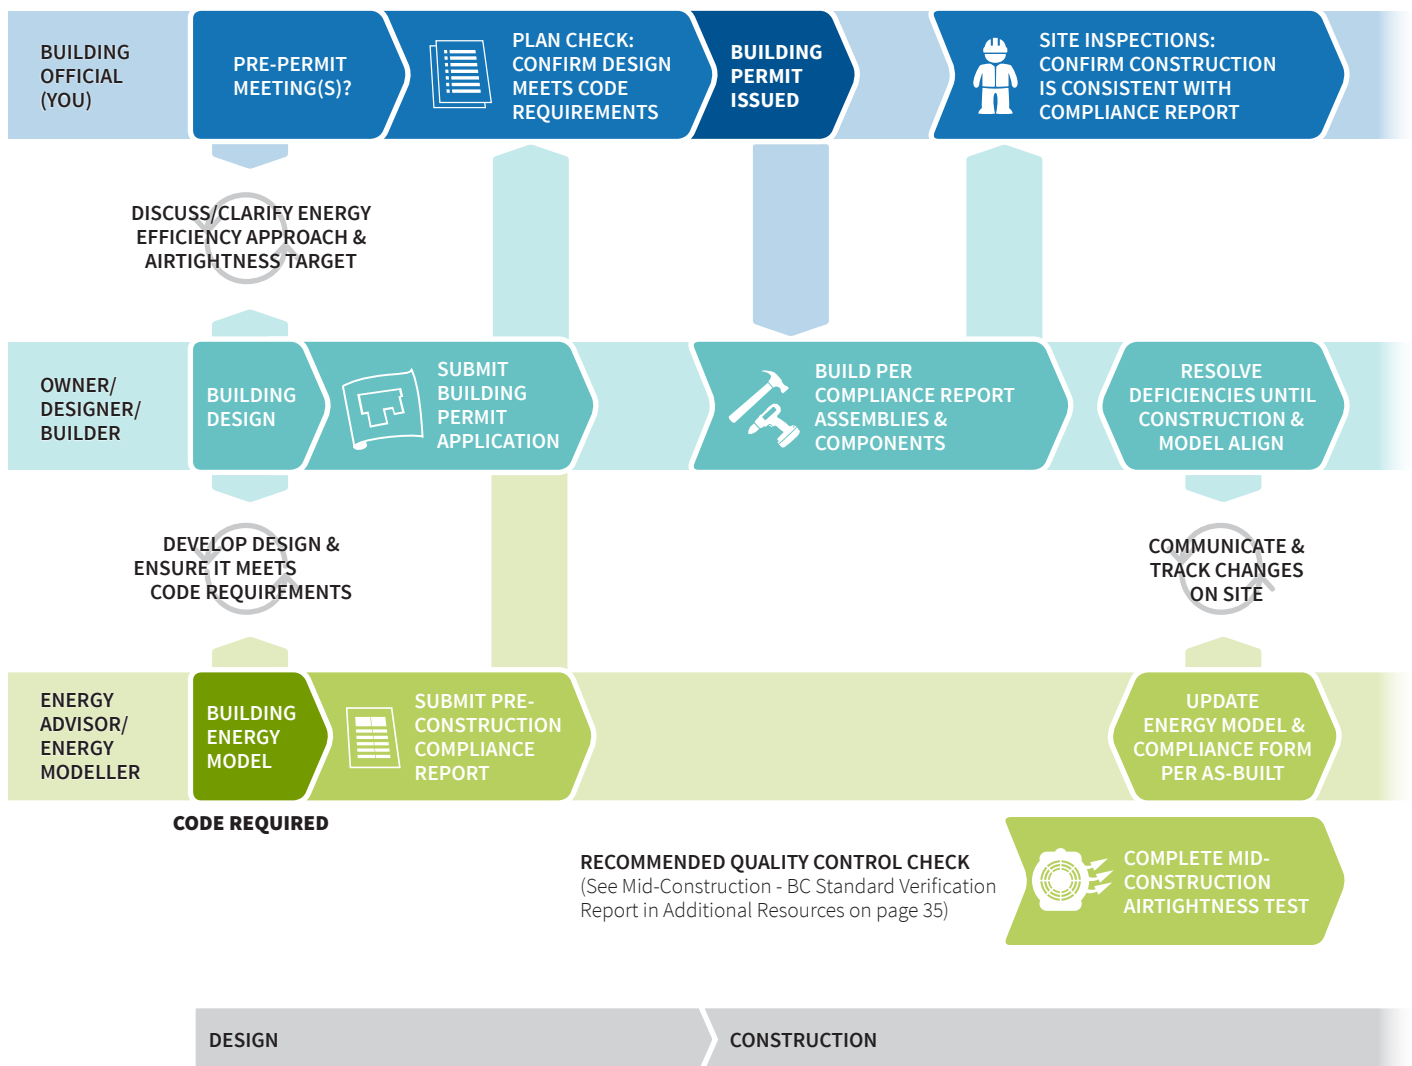 BUILDING
OFFICIAL
(YOU)
PRE-PERMIT
MEETING(S)?
PLAN CHECK:
CONFIRM DESIGN
MEETS CODE
REQUIREMENTS
BUILDING
PERMIT
ISSUED
SITE INSPECTIONS:
CONFIRM CONSTRUCTION
IS CONSISTENT WITH
COMPLIANCE REPORT
DISCUSS/CLARIFY ENERGY
EFFICIENCY APPROACH &
AIRTIGHTNESS TARGET
OWNER/
DESIGNER/
BUILDER
BUILDING
DESIGN
SUBMIT
BUILDING
PERMIT
APPLICATION
BUILD PER
COMPLIANCE REPORT
ASSEMBLIES &
COMPONENTS
RESOLVE
DEFICIENCIES UNTIL
CONSTRUCTION &
MODEL ALIGN
DEVELOP DESIGN &
ENSURE IT MEETS
CODE REQUIREMENTS
COMMUNICATE &
TRACK CHANGES
ON SITE
ENERGY
ADVISOR/
ENERGY
MODELLER
BUILDING
ENERGY
MODEL
SUBMIT PRE-
CONSTRUCTION
COMPLIANCE
REPORT
UPDATE
ENERGY MODEL &
COMPLIANCE FORM
PER AS-BUILT
CODE REQUIRED
RECOMMENDED QUALITY CONTROL CHECK
(See Mid-Construction - BC Standard Verification
Report in Additional Resources on page 35)
COMPLETE MID-
CONSTRUCTION
AIRTIGHTNESS TEST
DESIGN
CONSTRUCTION